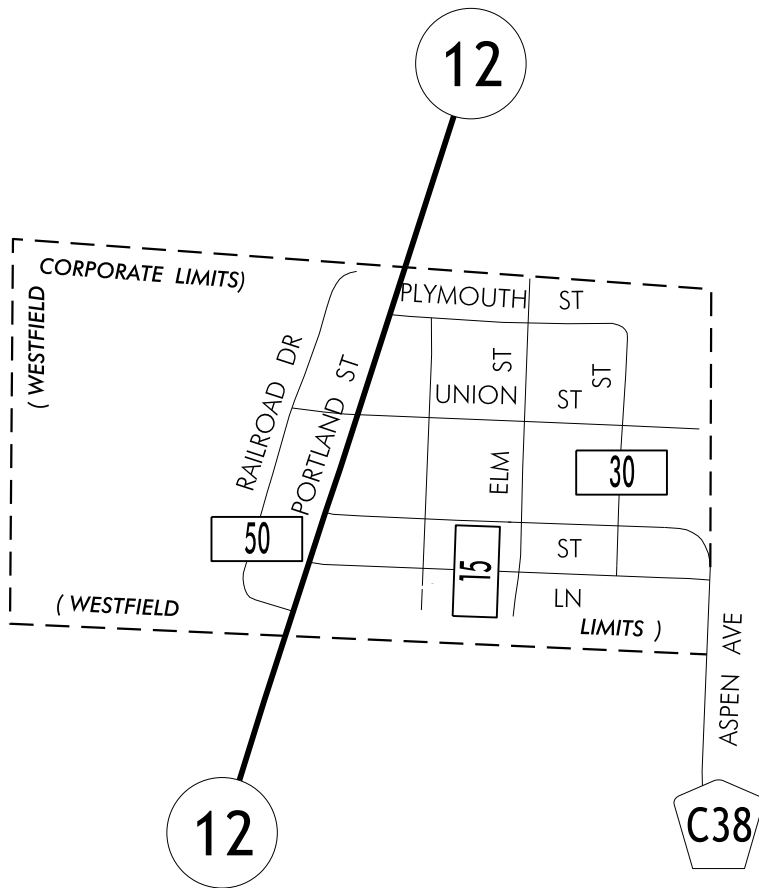 12
CORPORATE LIMITS)
( WESTFIELD
PLYMOUTH ST
RAILROAD DR
PORTLAND ST
ST
ST
UNION ST
ELM
30
50
ST
15
( WESTFIELD
LN
LIMITS )
ASPEN AVE
12
C38